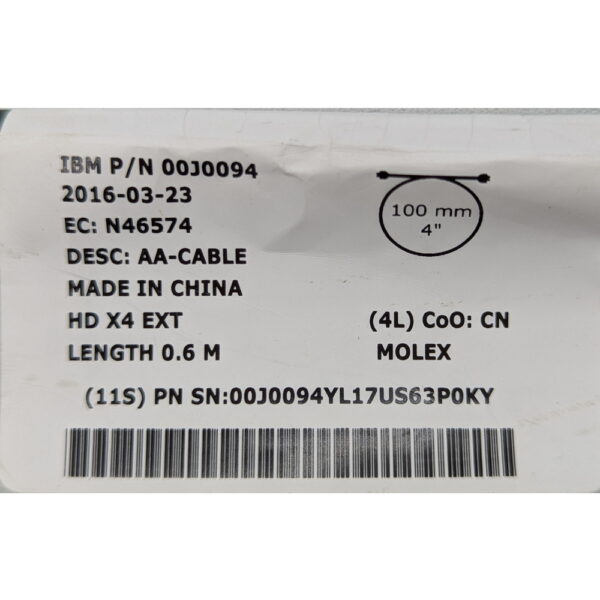 IBM P/N 00J0094
2016-03-23
EC: N46574
DESC: AA-CABLE
MADE IN CHINA
HD X4 EXT
LENGTH 0.6 M
100 mm
4"
(4L) CoO: CN
MOLEX
(11S) PN SN:00J0094YL17US63P0KY